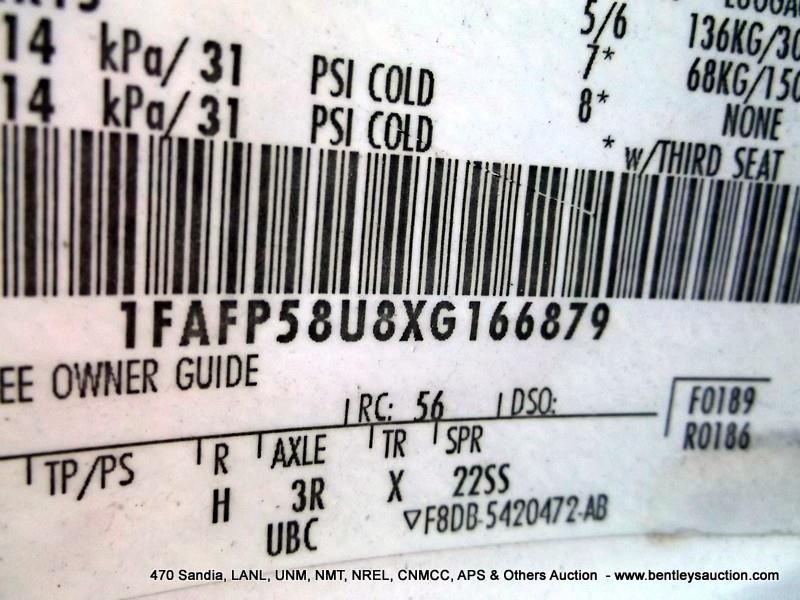 14 kPa/ 31 PSI COLD
14 kPa/ 31 PSI COLD
5/6 136KG/30
7* 68KG/150
8* NONE
* w/THIRD SEAT
1FAFP58U8XG166879
EE OWNER GUIDE
RC: 56 DSO:
F0189
R0186
TP/PS R AXLE TR SPR
H 3R X 22SS
UBC ▽F8DB-5420472-AB
470 Sandia, LANL, UNM, NMT, NREL, CNMCC, APS & Others Auction - www.bentleysauction.com